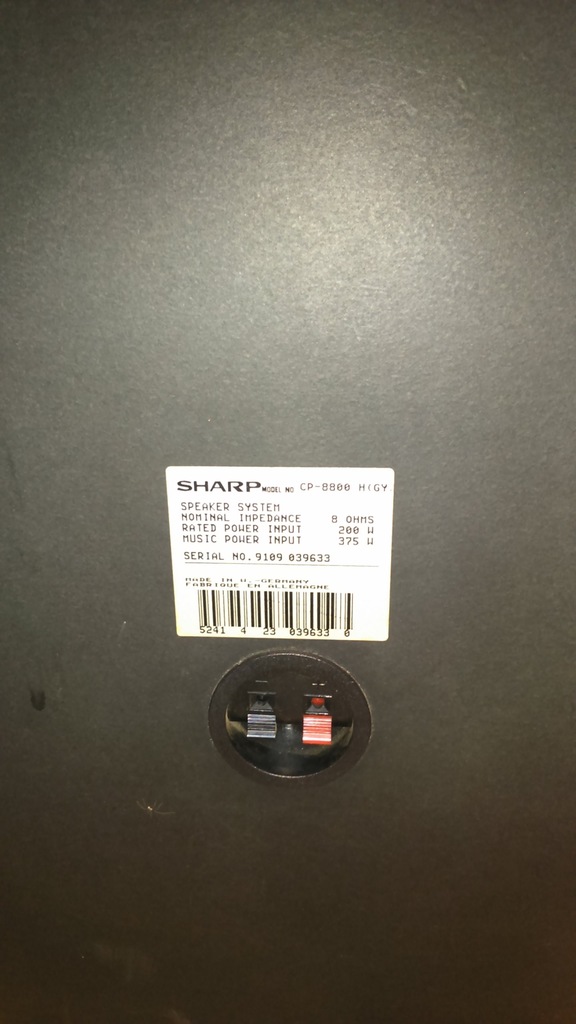 SHARP MODEL NO CP-8800 H(GY
SPEAKER SYSTEM
NOMINAL IMPEDANCE 8 OHMS
RATED POWER INPUT 200 W
MUSIC POWER INPUT 375 W
SERIAL NO. 9109 039633
MADE IN W.-GERMANY
FABRIQUE EN ALLEMAGNE
5241 4 23 039633 0